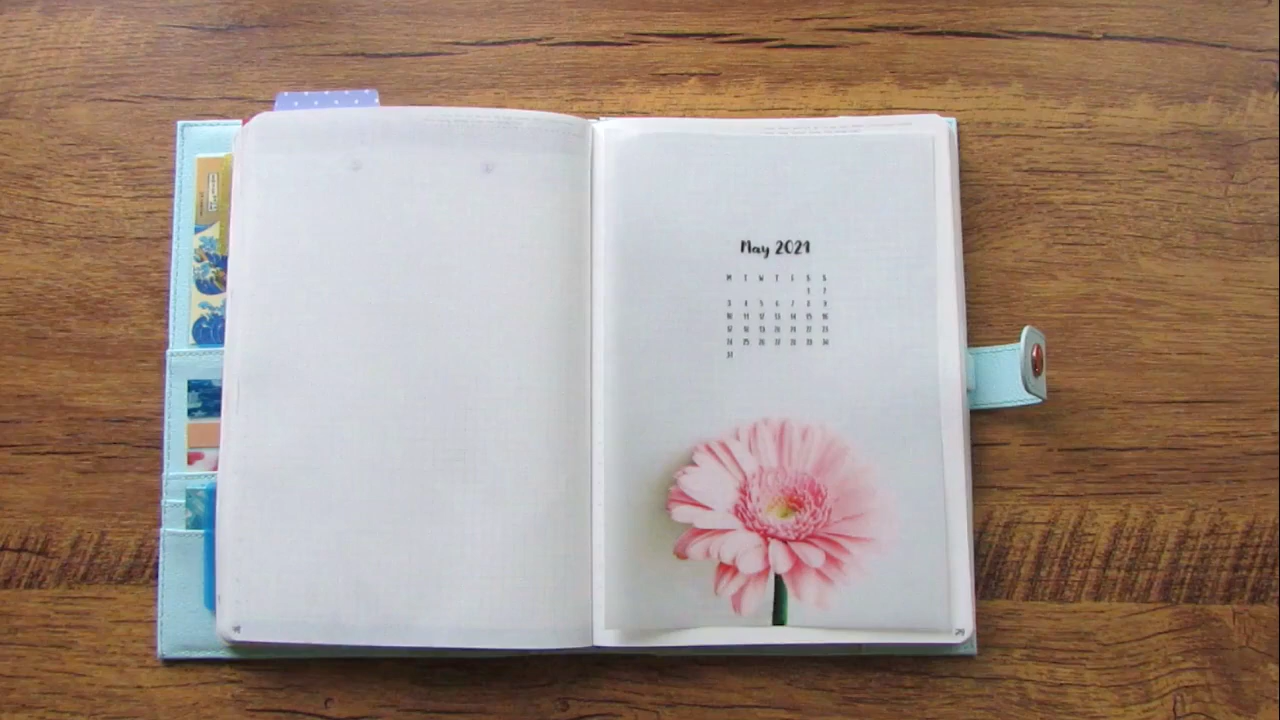 May 2021
M T W T F S S
1 2
3 4 5 6 7 8 9
10 11 12 13 14 15 16
17 18 19 20 21 22 23
24 25 26 27 28 29 30
31